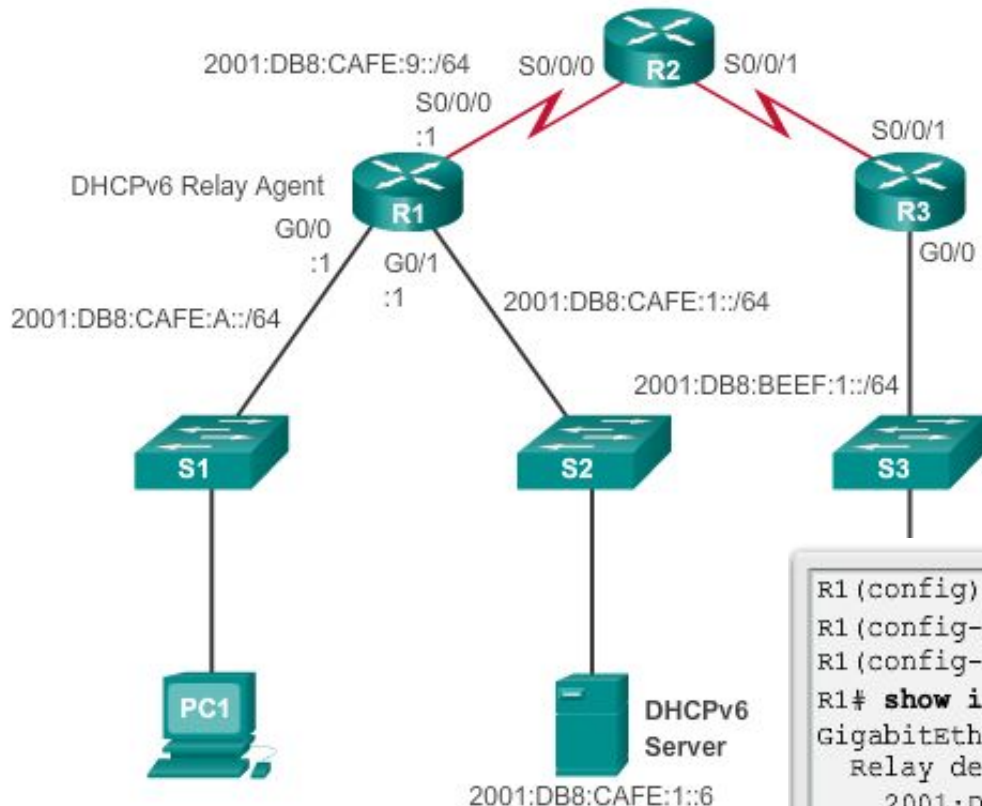 R2
2001:DB8:CAFE:9::/64
S0/0/0
S0/0/1
S0/0/0
:1
S0/0/1
DHCPv6 Relay Agent
R1
R3
G0/0
:1
G0/1
:1
G0/0
2001:DB8:CAFE:A::/64
2001:DB8:CAFE:1::/64
2001:DB8:BEEF:1::/64
S1
S2
S3
PC1
DHCPv6
Server
2001:DB8:CAFE:1::6
R1(config)
R1(config-
R1(config-
R1# show i
GigabitEth
Relay de
2001:D